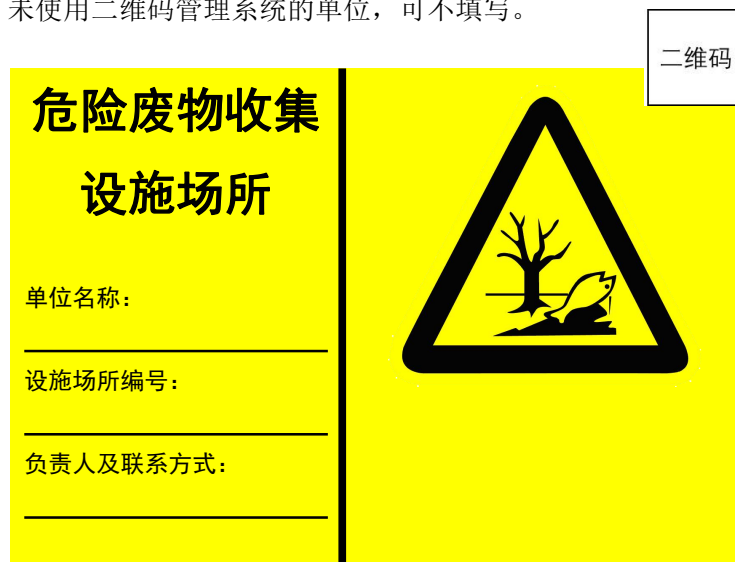 未使用二维码管理系统的单位，可不填写。
二维码
危险废物收集
设施场所
单位名称：
设施场所编号：
负责人及联系方式：